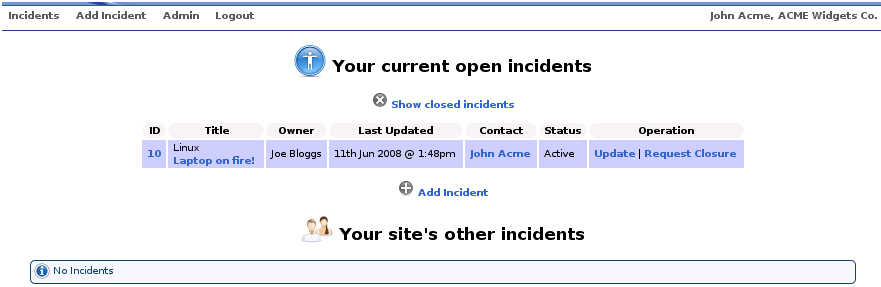 Incidents Add Incident Admin Logout John Acme, ACME Widgets Co.
Your current open incidents
Show closed incidents
ID Title Owner Last Updated Contact Status Operation
10 Linux Joe Bloggs 11th Jun 2008 @ 1:48pm John Acme Active Update | Request Closure
Laptop on fire!
Add Incident
Your site's other incidents
No Incidents